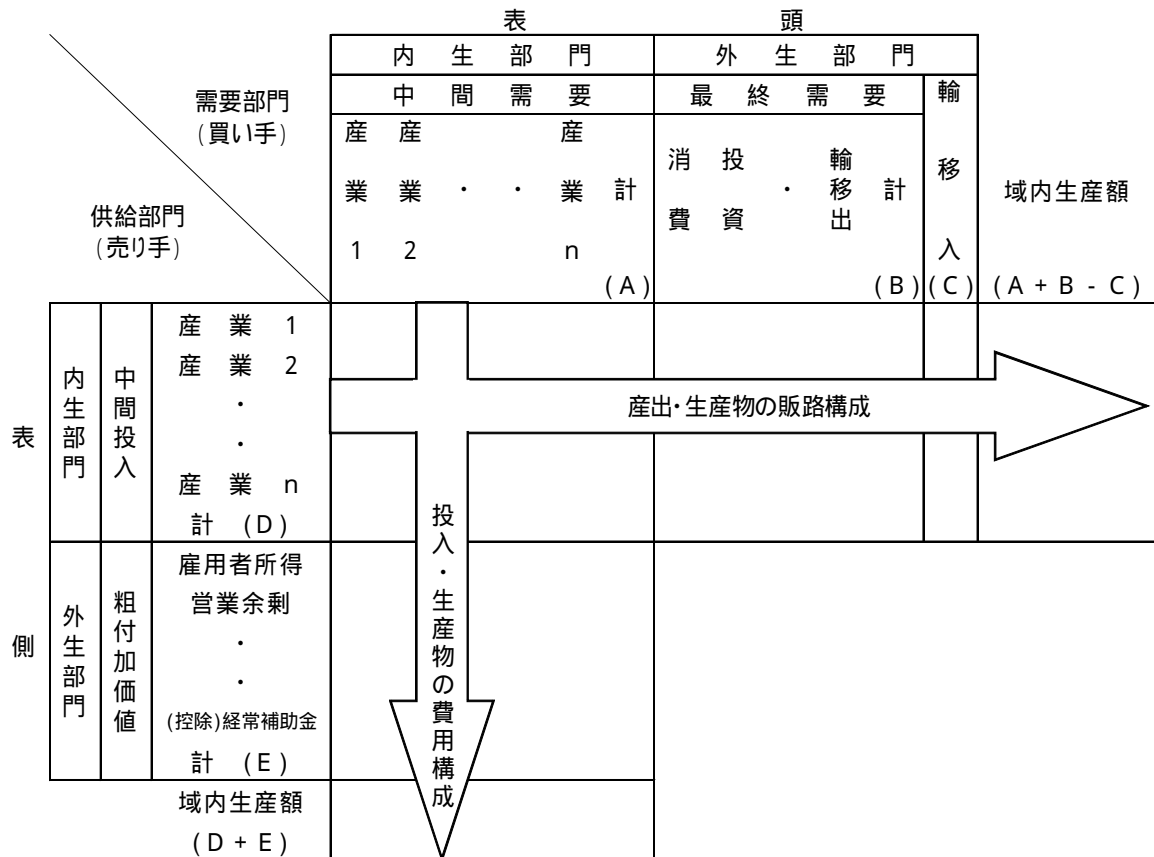 表 頭
内生部門 外生部門
中間需要 最終需要 輸移入
需要部門
(買い手)
供給部門
(売り手)
産業1 産業2 ・ ・ 産業n 計
消費 投資 ・ 輸移出 計
域内生産額
(A) (B) (C) (A+B-C)
表側
内生部門
中間投入
産業1
産業2
・
・
産業n
計 (D)
産出・生産物の販路構成
投入・生産物の費用構成
外生部門
粗付加価値
雇用者所得
営業余剰
・
・
(控除)経常補助金
計 (E)
域内生産額
(D+E)